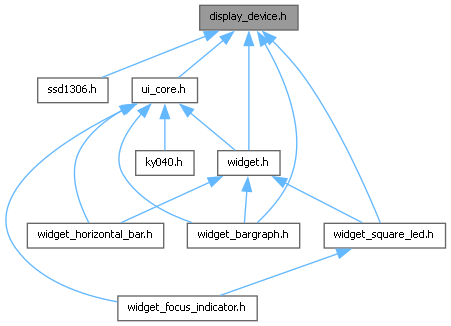 display_device.h
ssd1306.h
ui_core.h
ky040.h
widget.h
widget_horizontal_bar.h
widget_bargraph.h
widget_square_led.h
widget_focus_indicator.h